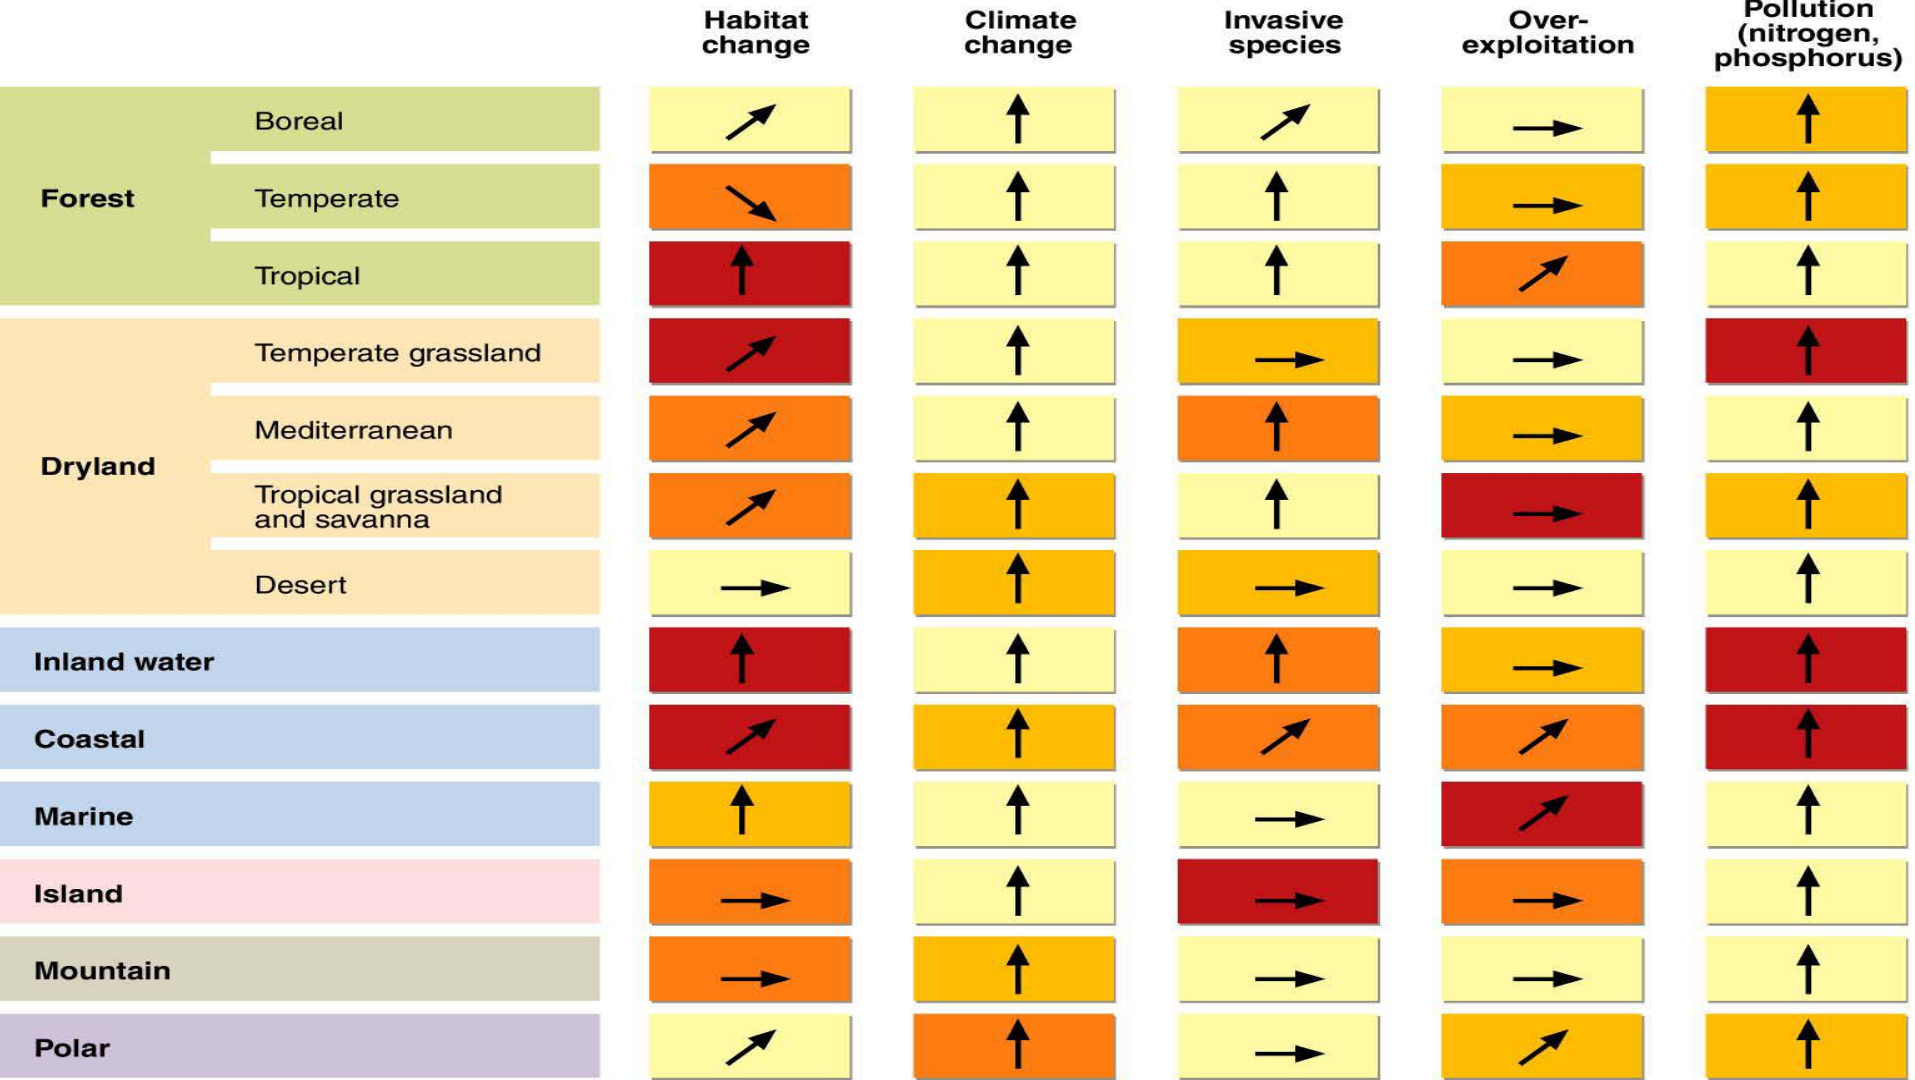 Habitat
change
Climate
change
Invasive
species
Over-
exploitation
Pollution
(nitrogen,
phosphorus)
Forest
Boreal
Temperate
Tropical
Dryland
Temperate grassland
Mediterranean
Tropical grassland
and savanna
Desert
Inland water
Coastal
Marine
Island
Mountain
Polar